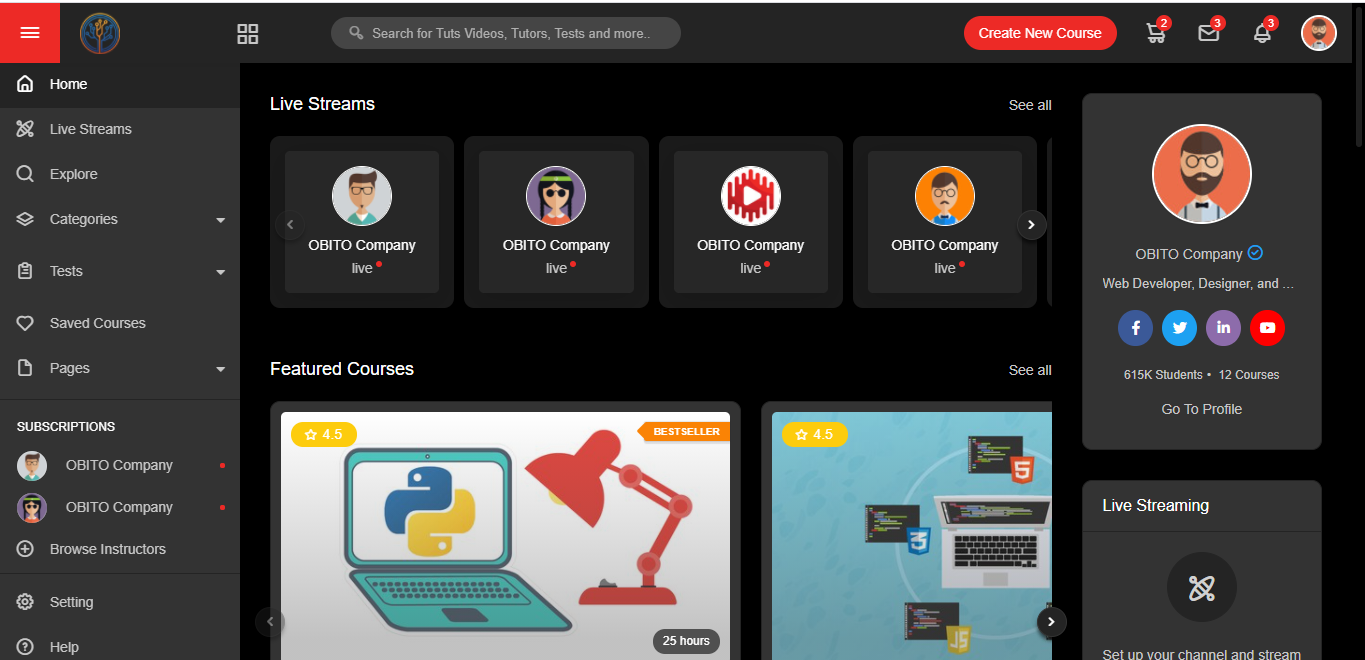 Search for Tuts Videos, Tutors, Tests and more..
Create New Course
2
3
3
Home
Live Streams
Explore
Categories
Tests
Saved Courses
Pages
SUBSCRIPTIONS
OBITO Company
OBITO Company
Browse Instructors
Setting
Help
Live Streams
See all
OBITO Company
live
OBITO Company
live
OBITO Company
live
OBITO Company
live
Featured Courses
See all
4.5
BESTSELLER
25 hours
4.5
5
3
JS
OBITO Company
Web Developer, Designer, and ...
f
in
615K Students • 12 Courses
Go To Profile
Live Streaming
Set up your channel and stream